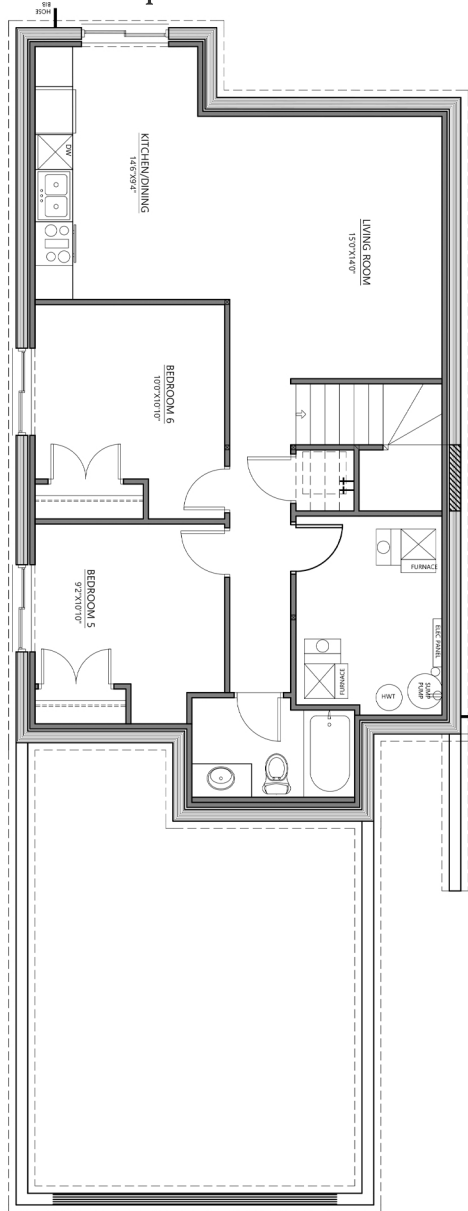 HOSE
BIB
KITCHEN/DINING
14'6"X9'4"
DW
LIVING ROOM
15'0"X14'0"
BEDROOM 6
10'0"X10'10"
BEDROOM 5
9'2"X10'10"
FURNACE
ELEC PANEL
FURNACE
SUMP
PUMP
HWT